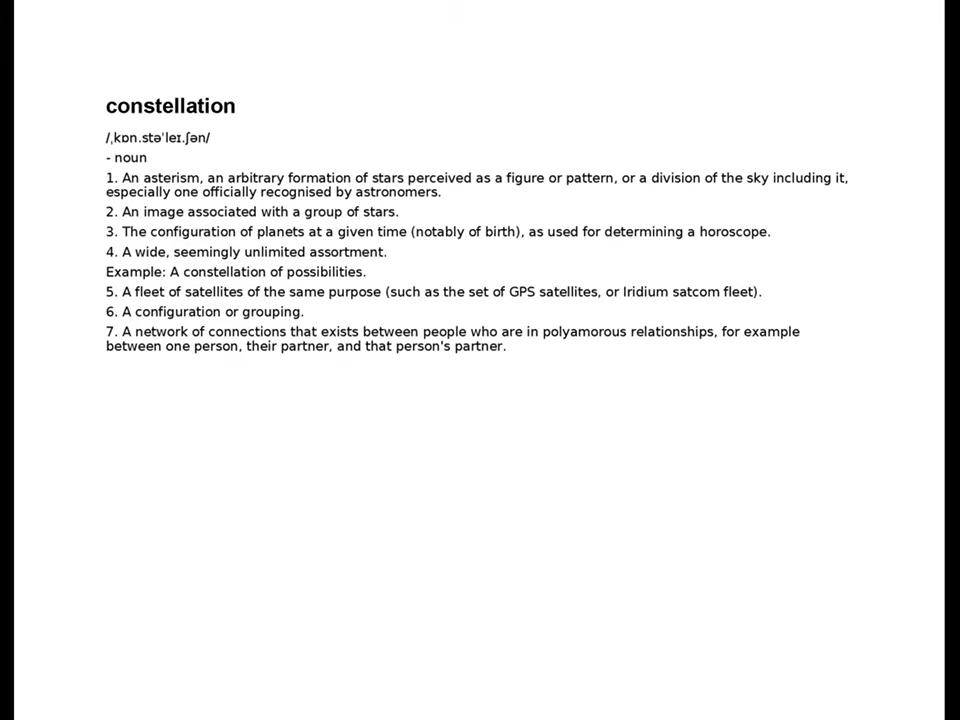 constellation
/ˌkɒn.stəˈleɪ.ʃən/
- noun
1. An asterism, an arbitrary formation of stars perceived as a figure or pattern, or a division of the sky including it,
especially one officially recognised by astronomers.
2. An image associated with a group of stars.
3. The configuration of planets at a given time (notably of birth), as used for determining a horoscope.
4. A wide, seemingly unlimited assortment.
Example: A constellation of possibilities.
5. A fleet of satellites of the same purpose (such as the set of GPS satellites, or Iridium satcom fleet).
6. A configuration or grouping.
7. A network of connections that exists between people who are in polyamorous relationships, for example
between one person, their partner, and that person's partner.